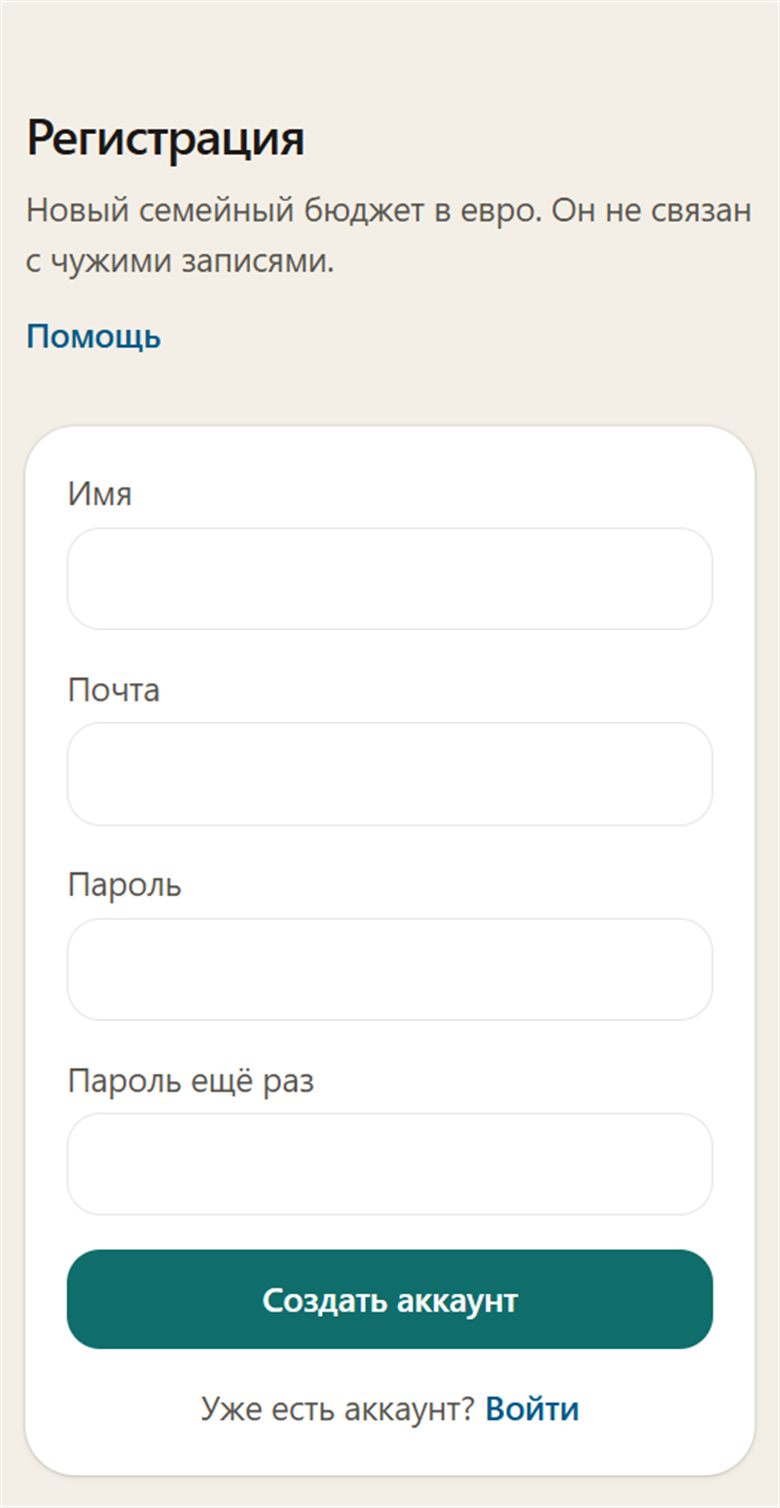 Регистрация
Новый семейный бюджет в евро. Он не связан
с чужими записями.
Помощь
Имя
Почта
Пароль
Пароль ещё раз
Создать аккаунт
Уже есть аккаунт? Войти